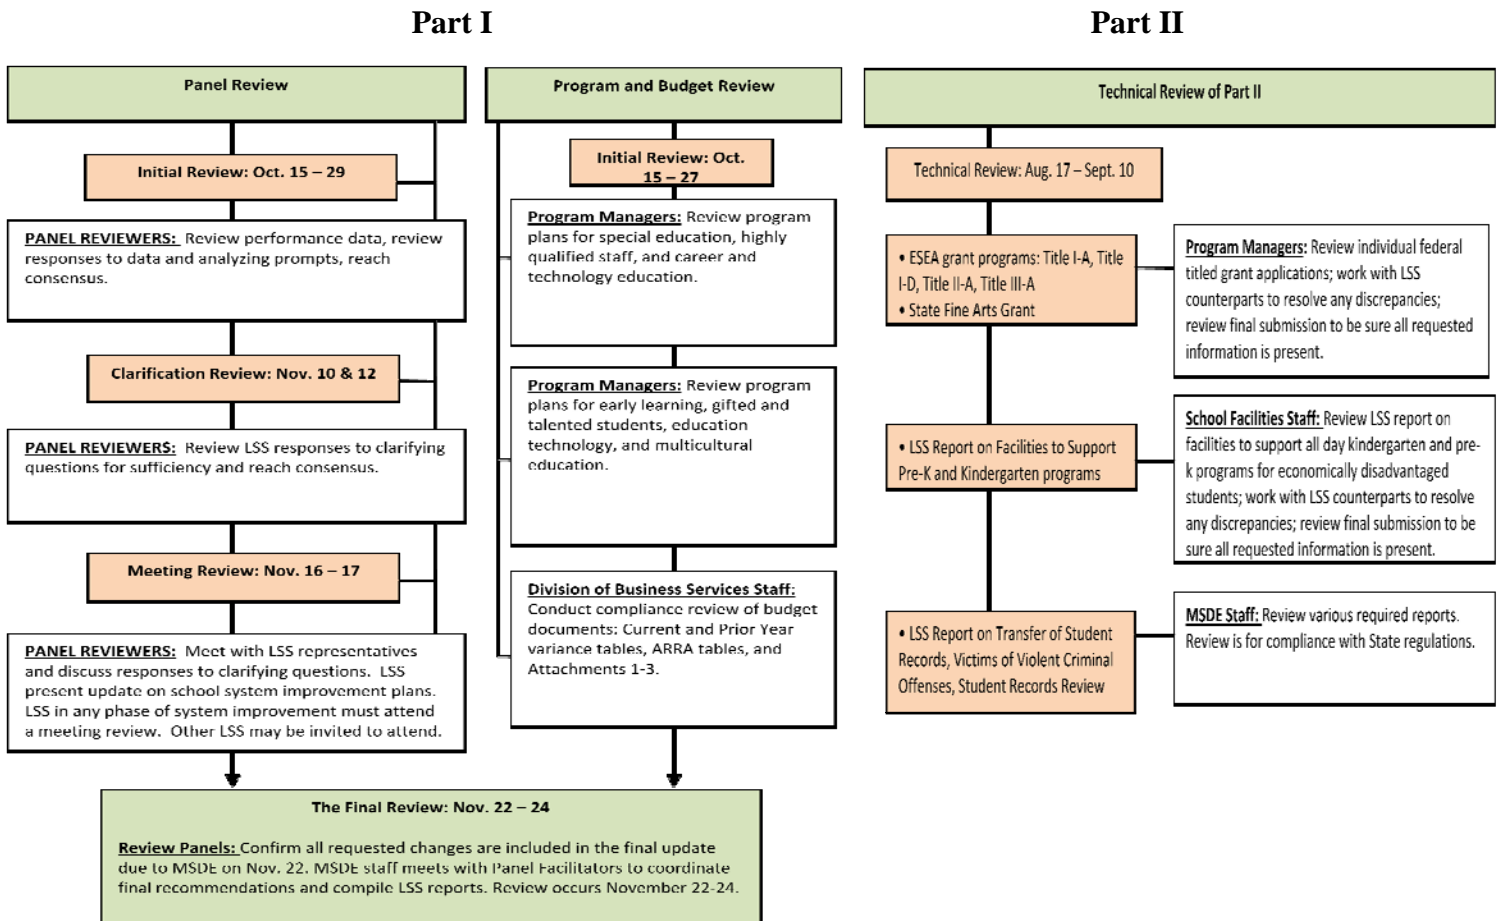 Part I
Panel Review
Initial Review: Oct. 15 – 29
PANEL REVIEWERS: Review performance data, review
responses to data and analyzing prompts, reach
consensus.
Clarification Review: Nov. 10 & 12
PANEL REVIEWERS: Review LSS responses to clarifying
questions for sufficiency and reach consensus.
Meeting Review: Nov. 16 – 17
PANEL REVIEWERS: Meet with LSS representatives
and discuss responses to clarifying questions. LSS
present update on school system improvement plans.
LSS in any phase of system improvement must attend
a meeting review. Other LSS may be invited to attend.
Program and Budget Review
Initial Review: Oct.
15 – 27
Program Managers: Review program
plans for special education, highly
qualified staff, and career and
technology education.
Program Managers: Review program
plans for early learning, gifted and
talented students, education
technology, and multicultural
education.
Division of Business Services Staff:
Conduct compliance review of budget
documents: Current and Prior Year
variance tables, ARRA tables, and
Attachments 1-3.
The Final Review: Nov. 22 – 24
Review Panels: Confirm all requested changes are included in the final update
due to MSDE on Nov. 22. MSDE staff meets with Panel Facilitators to coordinate
final recommendations and compile LSS reports. Review occurs November 22-24.
Part II
Technical Review of Part II
Technical Review: Aug. 17 – Sept. 10
• ESEA grant programs: Title I-A, Title
I-D, Title II-A, Title III-A
• State Fine Arts Grant
Program Managers: Review individual federal
titled grant applications; work with LSS
counterparts to resolve any discrepancies;
review final submission to be sure all requested
information is present.
• LSS Report on Facilities to Support
Pre-K and Kindergarten programs
School Facilities Staff: Review LSS report on
facilities to support all day kindergarten and pre-
k programs for economically disadvantaged
students; work with LSS counterparts to resolve
any discrepancies; review final submission to be
sure all requested information is present.
• LSS Report on Transfer of Student
Records, Victims of Violent Criminal
Offenses, Student Records Review
MSDE Staff: Review various required reports.
Review is for compliance with State regulations.